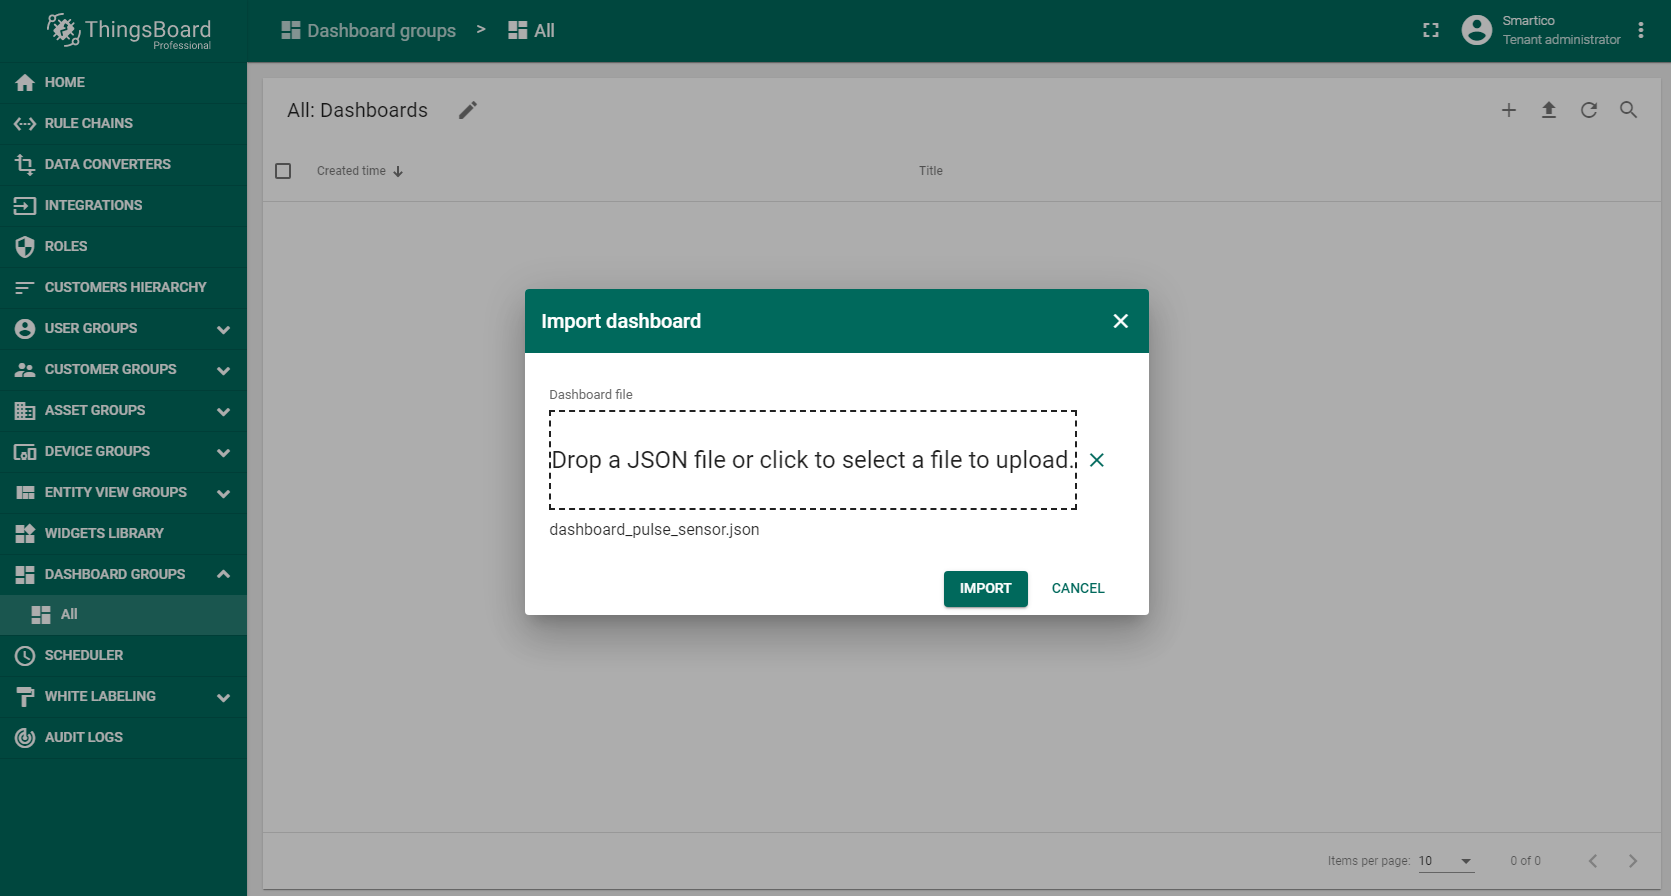 ThingsBoard
Professional
Dashboard groups > All
Smartico
Tenant administrator
HOME
RULE CHAINS
DATA CONVERTERS
INTEGRATIONS
ROLES
CUSTOMERS HIERARCHY
USER GROUPS
CUSTOMER GROUPS
ASSET GROUPS
DEVICE GROUPS
ENTITY VIEW GROUPS
WIDGETS LIBRARY
DASHBOARD GROUPS
All
SCHEDULER
WHITE LABELING
AUDIT LOGS
All: Dashboards
Created time Title
Import dashboard
Dashboard file
Drop a JSON file or click to select a file to upload.
dashboard_pulse_sensor.json
IMPORT CANCEL
Items per page: 10 0 of 0